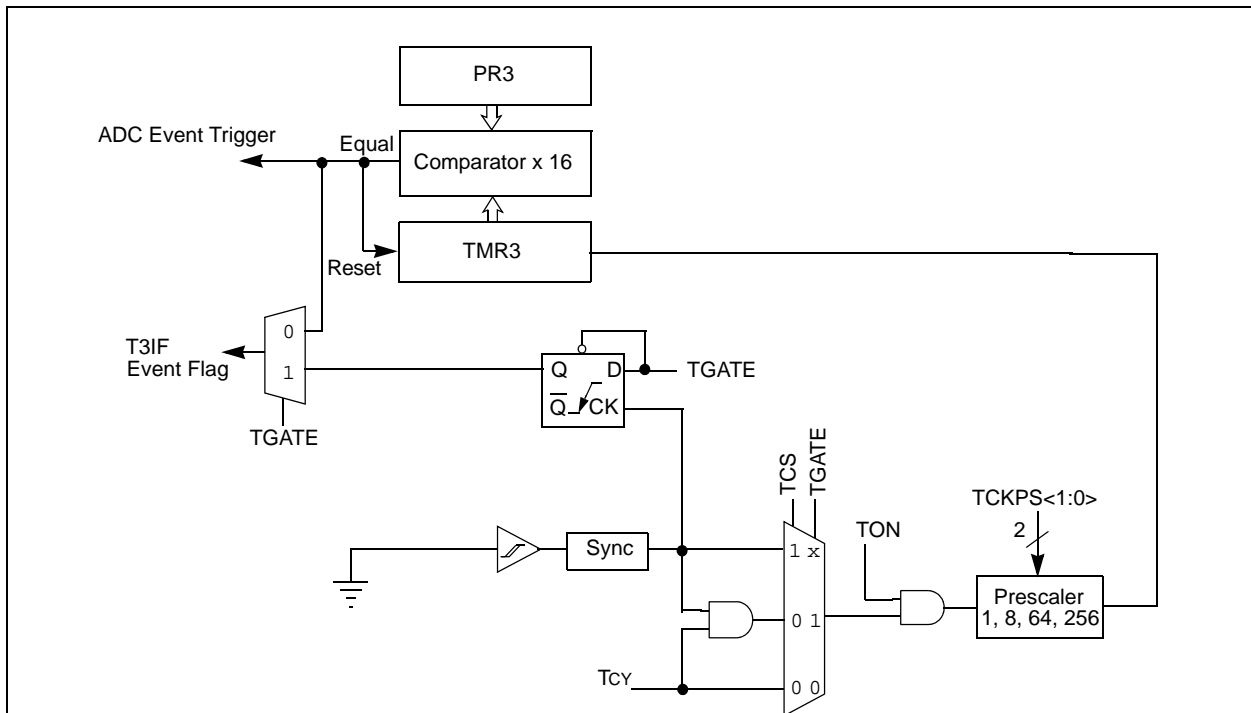 PR3
ADC Event Trigger
Equal
Comparator x 16
TMR3
Reset
0
T3IF
Event Flag
1
TGATE
Q D
Q̅ CK
TGATE
TCS
TGATE
TCKPS<1:0>
2
TON
Sync
1 x
Prescaler
1, 8, 64, 256
0 1
TCY
0 0